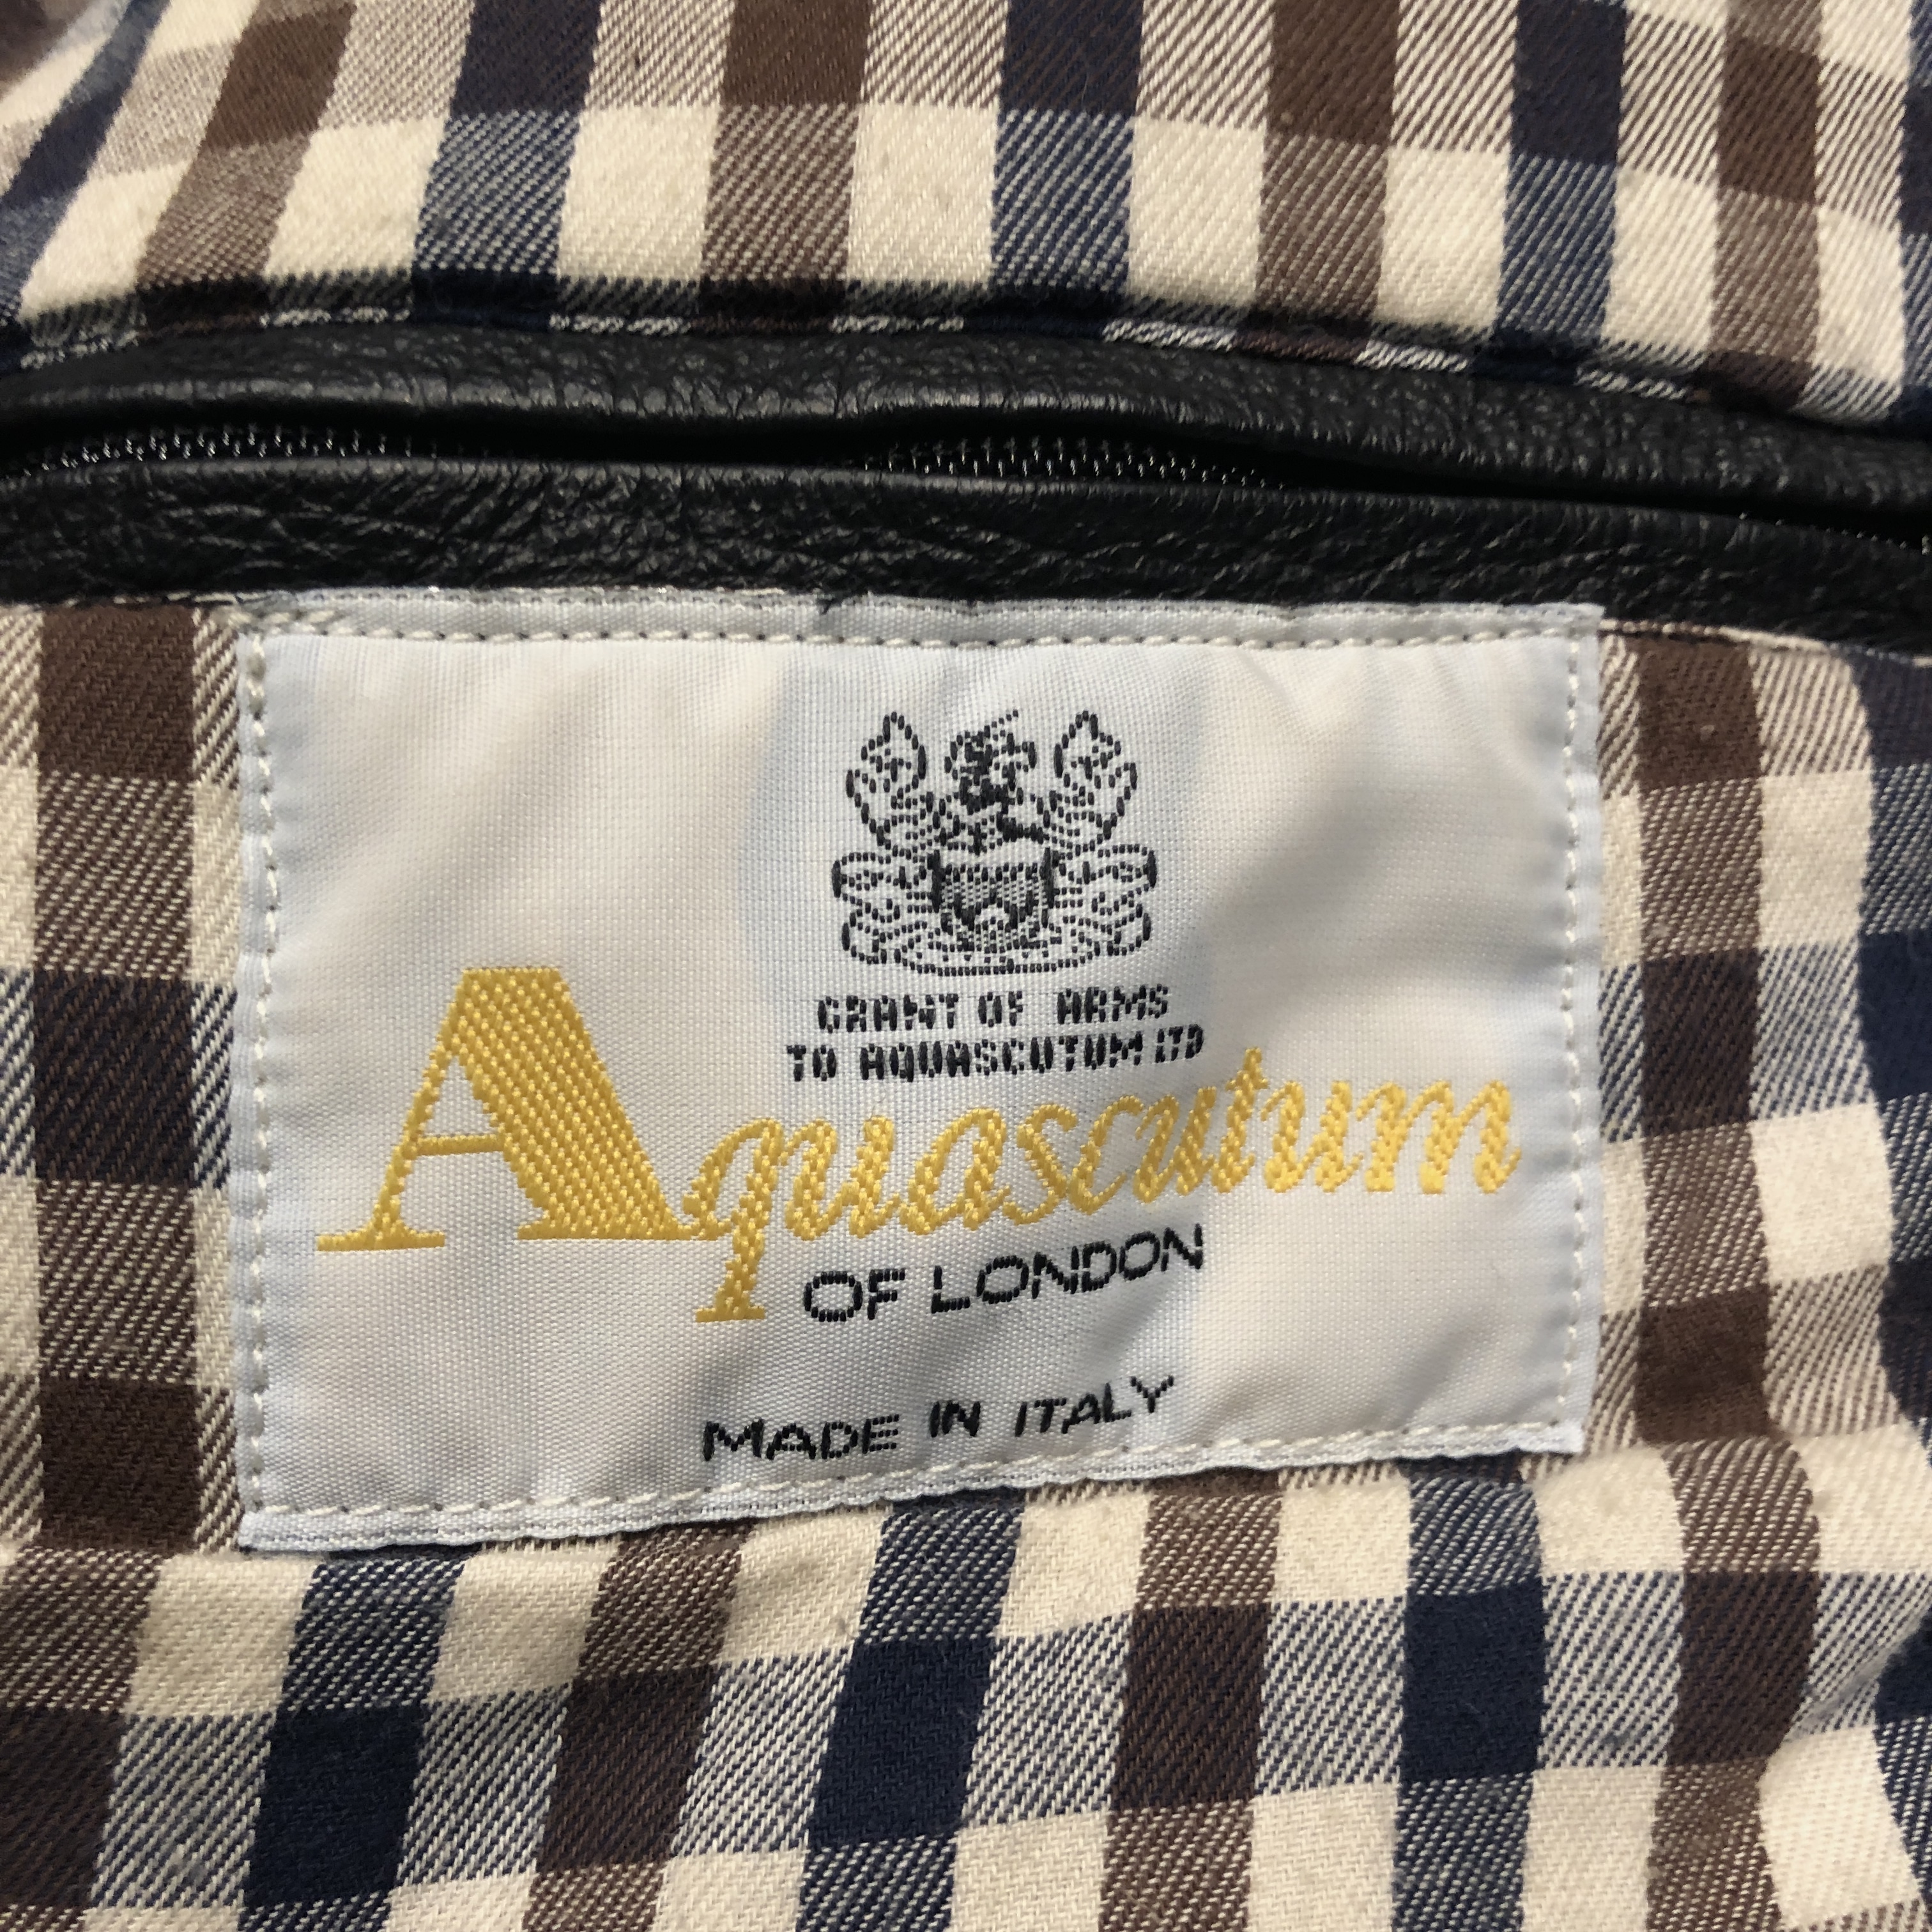 GRANT OF ARMS
TO AQUASCUTUM LTD
Aquascutum
OF LONDON
MADE IN ITALY